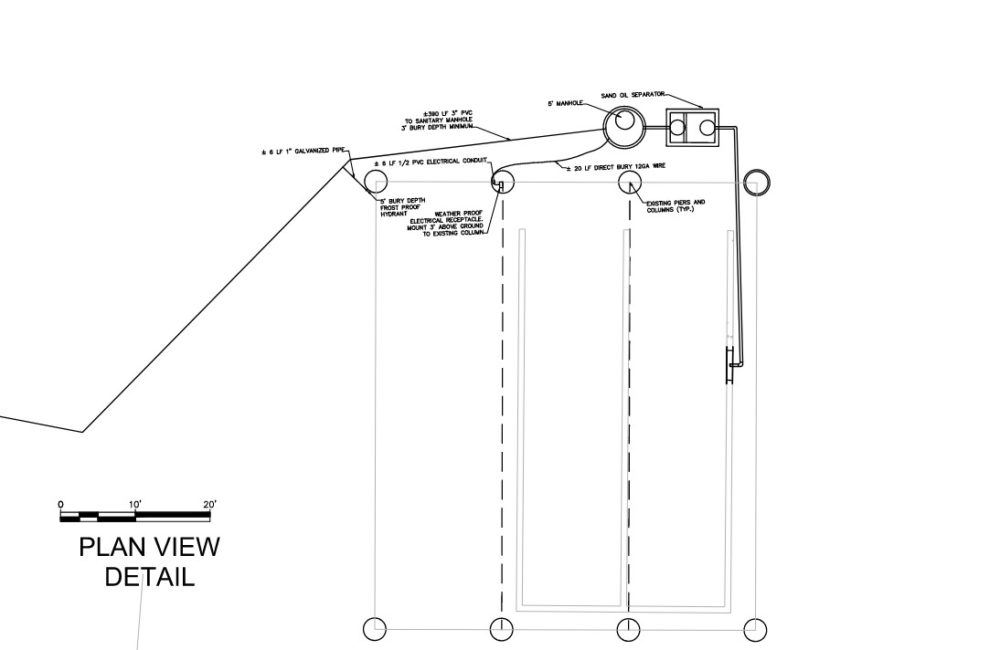 SAND OIL SEPARATOR
5' MANHOLE
±390 LF 3" PVC
TO SANITARY MANHOLE
3' BURY DEPTH MINIMUM
± 6 LF 1" GALVANIZED PIPE
± 6 LF 1/2 PVC ELECTRICAL CONDUIT
± 20 LF DIRECT BURY 12GA WIRE
5' BURY DEPTH
FROST PROOF
HYDRANT
WEATHER PROOF
ELECTRICAL RECEPTACLE.
MOUNT 3' ABOVE GROUND
TO EXISTING COLUMN
EXISTING PIERS AND
COLUMNS (TYP.)
0 10' 20'
PLAN VIEW
DETAIL